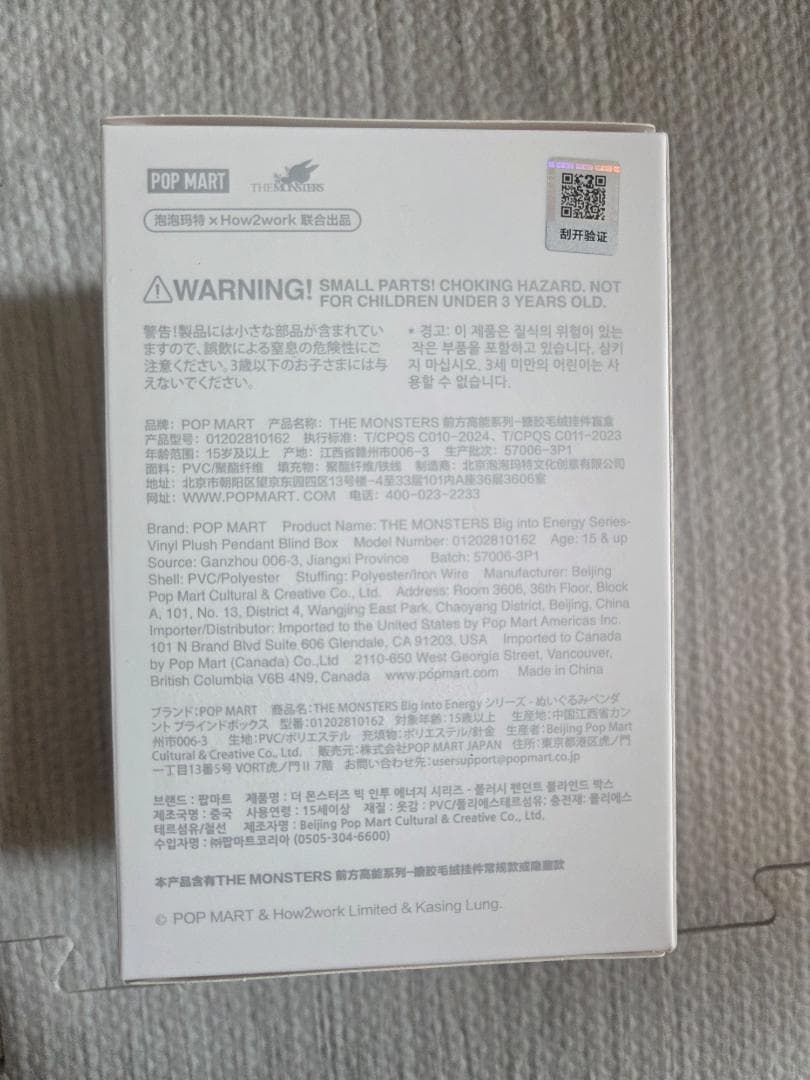 POP MART
THE MONSTERS
泡泡玛特 × How2work 联合出品
刮开验证
WARNING! SMALL PARTS! CHOKING HAZARD. NOT
FOR CHILDREN UNDER 3 YEARS OLD.
警告!製品には小さな部品が含まれてい
ますので、誤飲による窒息の危険性にご
注意ください。3歳以下のお子さまには与
えないでください。
* 경고: 이 제품은 질식의 위험이 있는
작은 부품을 포함하고 있습니다. 삼키
지 마십시오. 3세 미만의 어린이는 사
용할 수 없습니다.
品牌: POP MART 产品名称: THE MONSTERS 前方高能系列-搪胶毛绒挂件盲盒
产品型号: 01202810162 执行标准: T/CPQS C010-2024、T/CPQS C011-2023
年龄范围: 15岁及以上 产地: 江西省赣州市006-3 生产批次: 57006-3P1
面料: PVC/聚酯纤维 填充物: 聚酯纤维/铁线 制造商: 北京泡泡玛特文化创意有限公司
地址: 北京市朝阳区望京东园四区13号楼-4至33层101内A座36层3606室
网址: WWW.POPMART.COM 电话: 400-023-2233
Brand: POP MART Product Name: THE MONSTERS Big into Energy Series-
Vinyl Plush Pendant Blind Box Model Number: 01202810162 Age: 15 & up
Source: Ganzhou 006-3, Jiangxi Province Batch: 57006-3P1
Shell: PVC/Polyester Stuffing: Polyester/Iron Wire Manufacturer: Beijing
Pop Mart Cultural & Creative Co., Ltd. Address: Room 3606, 36th Floor, Block
A, 101, No. 13, District 4, Wangjing East Park, Chaoyang District, Beijing, China
Importer/Distributor: Imported to the United States by Pop Mart Americas Inc.
101 N Brand Blvd Suite 606 Glendale, CA 91203, USA Imported to Canada
by Pop Mart (Canada) Co.,Ltd 2110-650 West Georgia Street, Vancouver,
British Columbia V6B 4N9, Canada www.popmart.com Made in China
ブランド:POP MART 商品名:THE MONSTERS Big Into Energy シリーズ - ぬいぐるみペンダ
ント ブラインドボックス 型番:01202810162 対象年齢:15歳以上 生産地:中国江西省カン
州市006-3 生地:PVC/ポリエステル 充填物:ポリエステル/針金 生産者:Beijing Pop Mart
Cultural & Creative Co., Ltd. 販売元:株式会社POP MART JAPAN 住所:東京都港区虎ノ門
一丁目13番5号 VORT虎ノ門Ⅱ 7階 お問い合わせ先:usersupport@popmart.co.jp
브랜드 : 팝마트 제품명 : 더 몬스터즈 빅 인투 에너지 시리즈 - 플러시 펜던트 블라인드 박스
제조국명 : 중국 사용연령 : 15세이상 재질 : 옷감 : PVC/폴리에스테르섬유; 충전재: 폴리에스
테르섬유/철선 제조자명 : Beijing Pop Mart Cultural & Creative Co., Ltd.
수입자명 : ㈜팝마트코리아 (0505-304-6600)
本产品含有THE MONSTERS 前方高能系列-搪胶毛绒挂件常规款或隐藏款
© POP MART & How2work Limited & Kasing Lung.